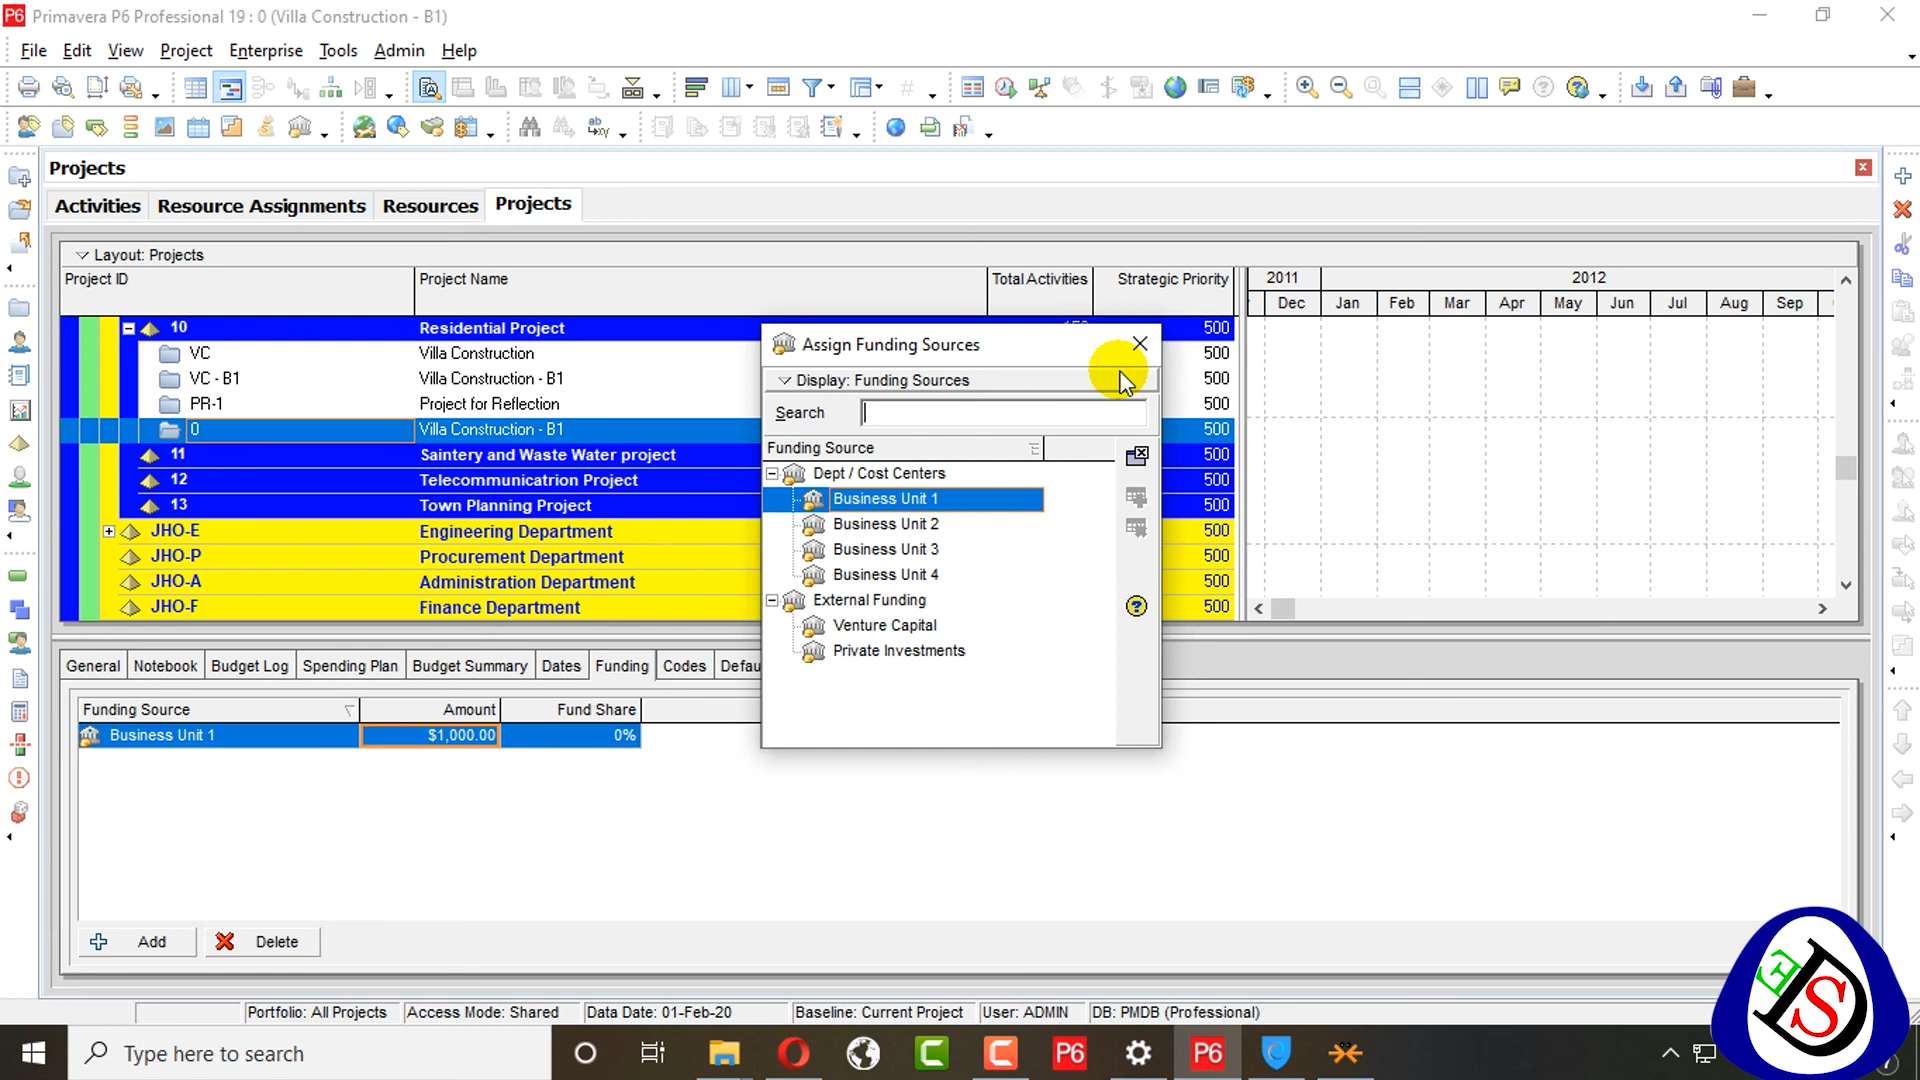 P6 Primavera P6 Professional 19 : 0 (Villa Construction - B1)
File Edit View Project Enterprise Tools Admin Help
Projects
Activities Resource Assignments Resources Projects
Layout: Projects
Project ID Project Name Total Activities Strategic Priority 2011 2012
Dec Jan Feb Mar Apr May Jun Jul Aug Sep
10 Residential Project 500
VC Villa Construction 500
VC - B1 Villa Construction - B1 500
PR-1 Project for Reflection 500
0 Villa Construction - B1 500
11 Saintery and Waste Water project 500
12 Telecommunicatrion Project 500
13 Town Planning Project 500
JHO-E Engineering Department 500
JHO-P Procurement Department 500
JHO-A Administration Department 500
JHO-F Finance Department 500
Assign Funding Sources
Display: Funding Sources
Search
Funding Source
Dept / Cost Centers
Business Unit 1
Business Unit 2
Business Unit 3
Business Unit 4
External Funding
Venture Capital
Private Investments
General Notebook Budget Log Spending Plan Budget Summary Dates Funding Codes Defau
Funding Source Amount Fund Share
Business Unit 1 $1,000.00 0%
Add Delete
Portfolio: All Projects Access Mode: Shared Data Date: 01-Feb-20 Baseline: Current Project User: ADMIN DB: PMDB (Professional)
Type here to search
P6 P6
E D S